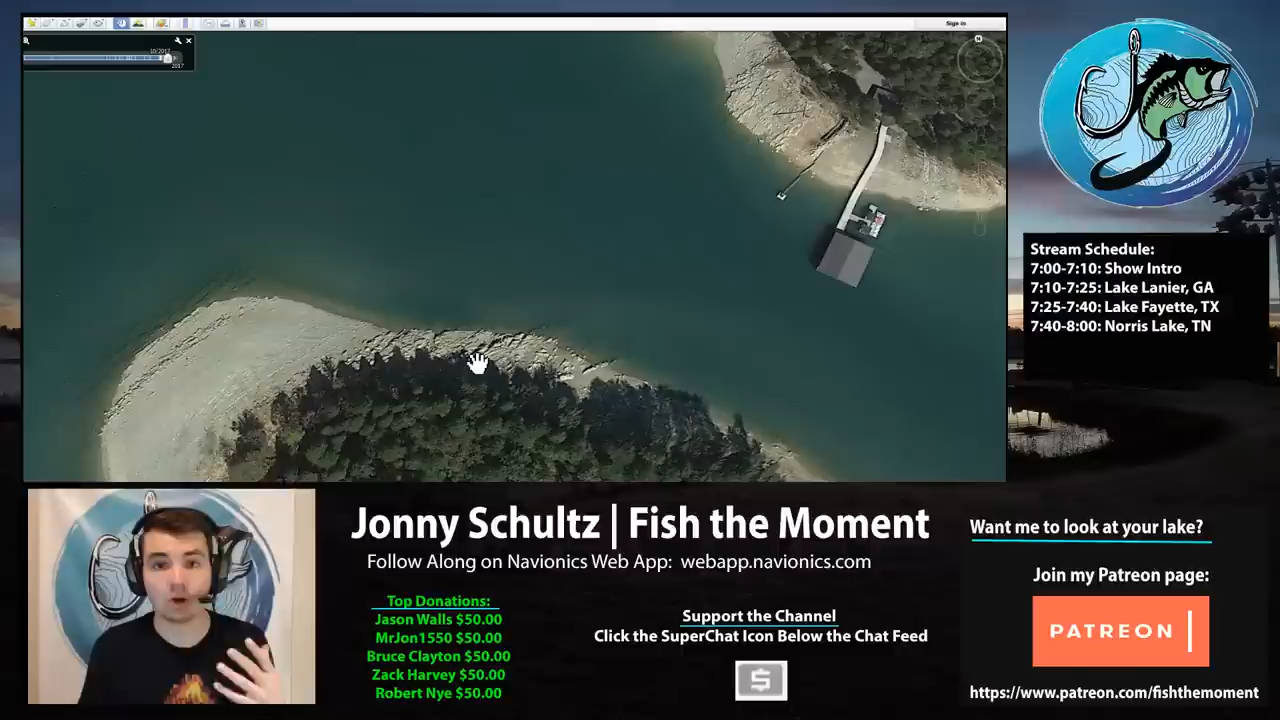 Sign in
10/2017
2017
N
Stream Schedule:
7:00-7:10: Show Intro
7:10-7:25: Lake Lanier, GA
7:25-7:40: Lake Fayette, TX
7:40-8:00: Norris Lake, TN
Jonny Schultz | Fish the Moment
Follow Along on Navionics Web App: webapp.navionics.com
Top Donations:
Jason Walls $50.00
MrJon1550 $50.00
Bruce Clayton $50.00
Zack Harvey $50.00
Robert Nye $50.00
Support the Channel
Click the SuperChat Icon Below the Chat Feed
$
Want me to look at your lake?
Join my Patreon page:
PATREON
https://www.patreon.com/fishthemoment